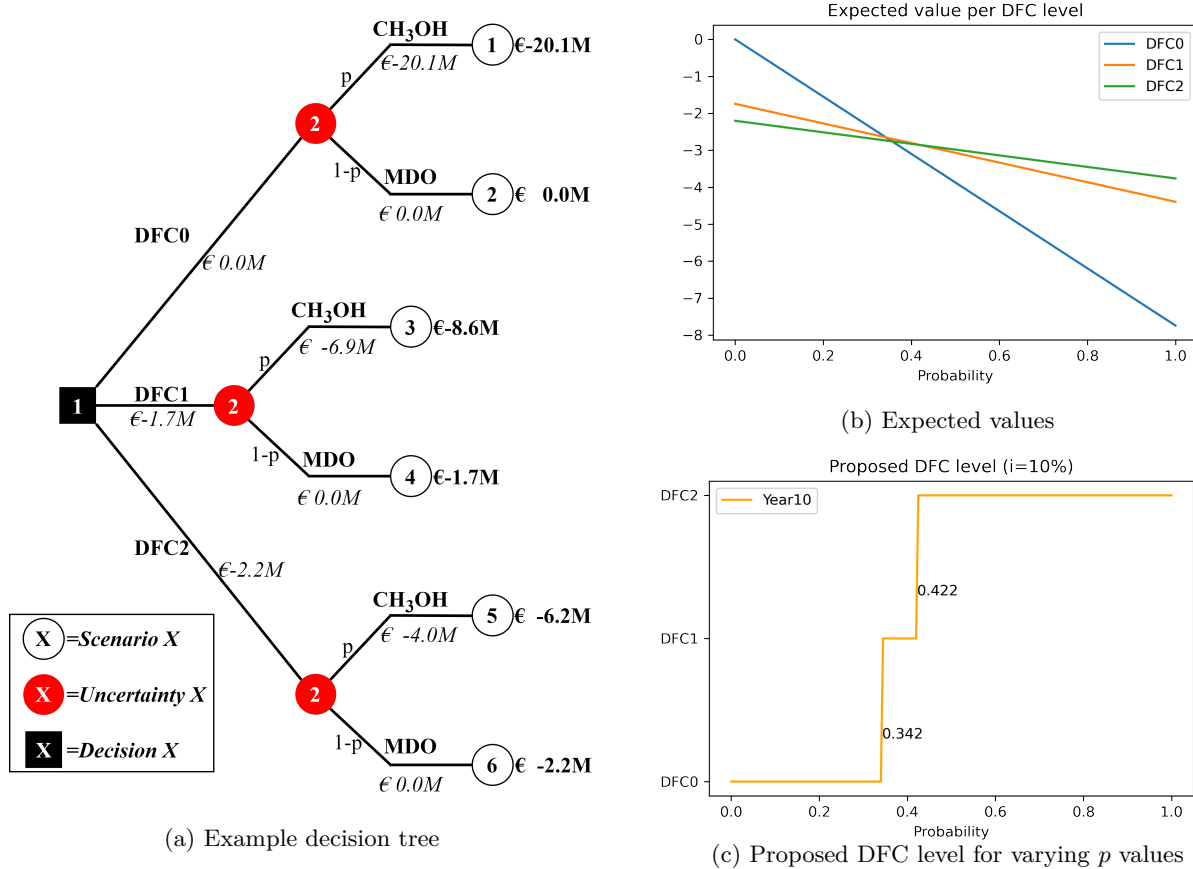 CH₃OH
€-20.1M
p
1
€-20.1M
2
1-p
MDO
€ 0.0M
2
€ 0.0M
DFC0
€ 0.0M
CH₃OH
€ -6.9M
p
3
€-8.6M
1
DFC1
€-1.7M
2
1-p
MDO
€ 0.0M
4
€-1.7M
DFC2
€-2.2M
CH₃OH
€ -4.0M
p
5
€ -6.2M
2
1-p
MDO
€ 0.0M
6
€ -2.2M
X =Scenario X
X =Uncertainty X
X =Decision X
(a) Example decision tree
Expected value per DFC level
DFC0
DFC1
DFC2
0
−1
−2
−3
−4
−5
−6
−7
−8
0.0 0.2 0.4 0.6 0.8 1.0
Probability
(b) Expected values
Proposed DFC level (i=10%)
Year10
DFC2
DFC1
DFC0
0.422
0.342
0.0 0.2 0.4 0.6 0.8 1.0
Probability
(c) Proposed DFC level for varying p values